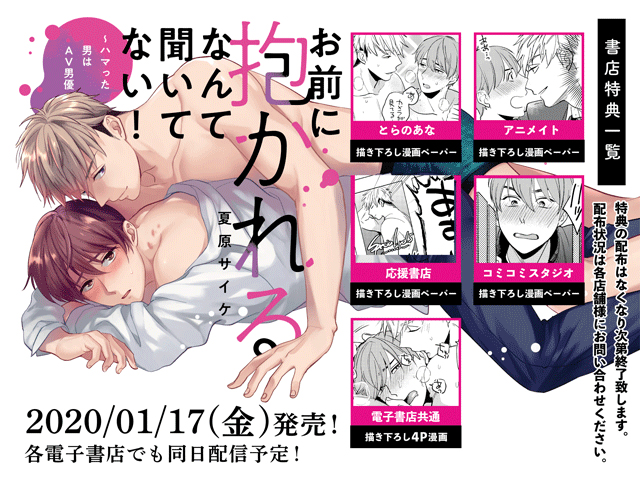 書店特典一覧
特典の配布はなくなり次第終了致します。
配布状況は各店舗様にお問い合わせください。
アニメイト
描き下ろし漫画ペーパー
とらのあな
描き下ろし漫画ペーパー
コミコミスタジオ
描き下ろし漫画ペーパー
応援書店
描き下ろし漫画ペーパー
電子書店共通
描き下ろし4P漫画
お前に
抱かれる。
なんて
聞いて
ない！
～ハマった
男は
AV男優
夏原サイケ
2020/01/17(金)発売！
各電子書店でも同日配信予定！